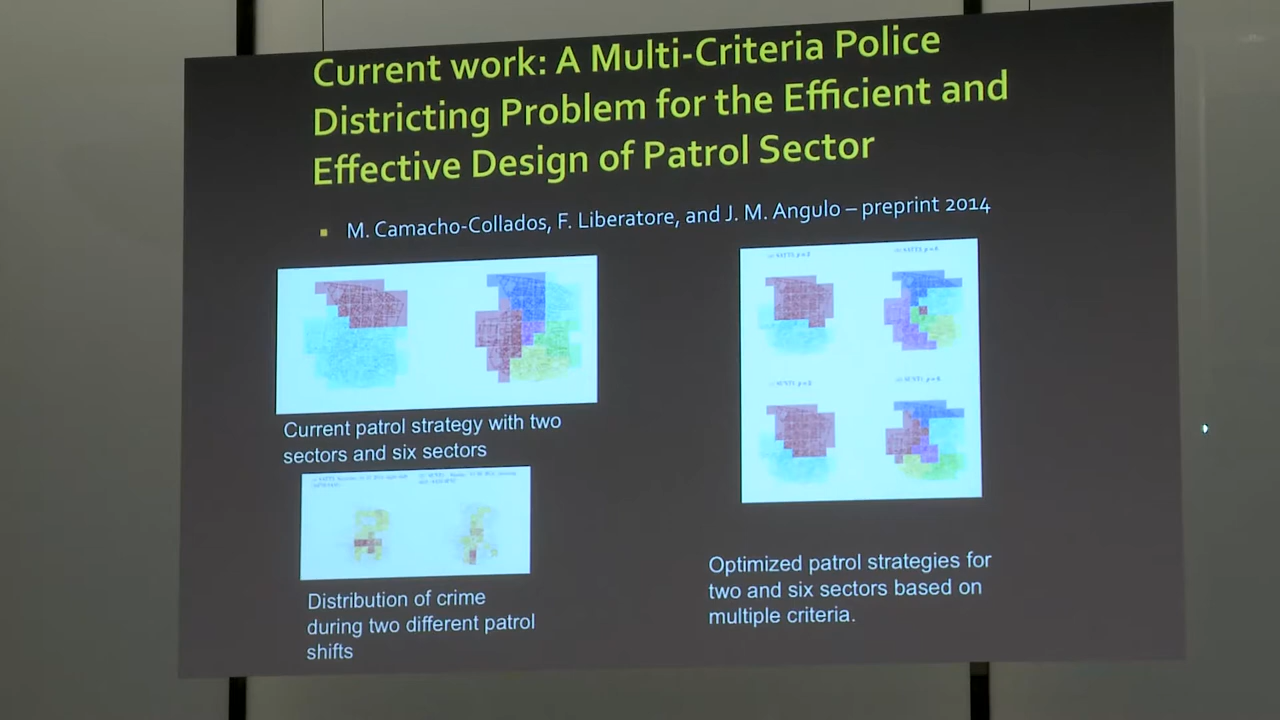 Current work: A Multi-Criteria Police
Districting Problem for the Efficient and
Effective Design of Patrol Sector
M. Camacho-Collados, F. Liberatore, and J. M. Angulo – preprint 2014
Current patrol strategy with two
sectors and six sectors
Distribution of crime
during two different patrol
shifts
Optimized patrol strategies for
two and six sectors based on
multiple criteria.